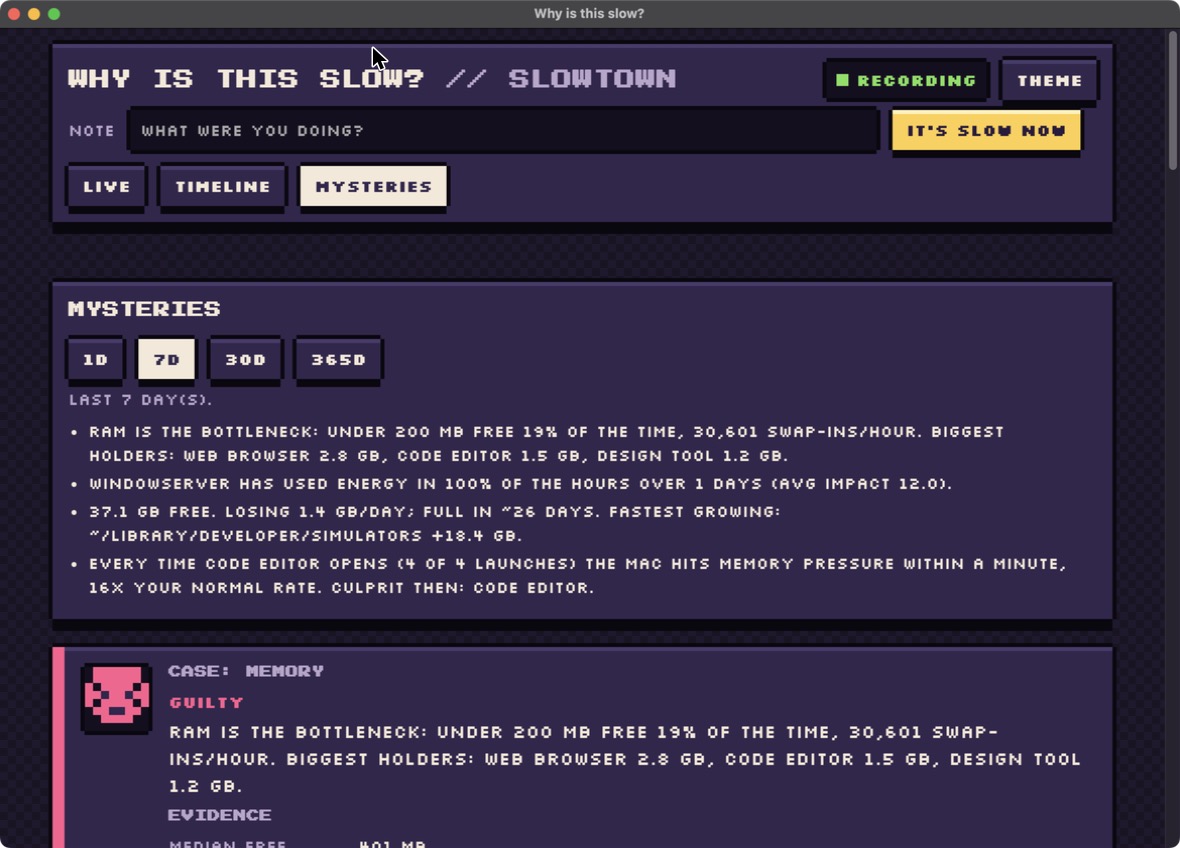 Why is this slow?
WHY IS THIS SLOW? // SLOWTOWN
RECORDING
THEME
NOTE
WHAT WERE YOU DOING?
IT'S SLOW NOW
LIVE
TIMELINE
MYSTERIES
MYSTERIES
1D
7D
30D
365D
LAST 7 DAY(S).
• RAM IS THE BOTTLENECK: UNDER 200 MB FREE 19% OF THE TIME, 30,601 SWAP-INS/HOUR. BIGGEST
HOLDERS: WEB BROWSER 2.8 GB, CODE EDITOR 1.5 GB, DESIGN TOOL 1.2 GB.
• WINDOWSERVER HAS USED ENERGY IN 100% OF THE HOURS OVER 1 DAYS (AVG IMPACT 12.0).
• 37.1 GB FREE. LOSING 1.4 GB/DAY; FULL IN ~26 DAYS. FASTEST GROWING:
~/LIBRARY/DEVELOPER/SIMULATORS +18.4 GB.
• EVERY TIME CODE EDITOR OPENS (4 OF 4 LAUNCHES) THE MAC HITS MEMORY PRESSURE WITHIN A MINUTE,
16X YOUR NORMAL RATE. CULPRIT THEN: CODE EDITOR.
CASE: MEMORY
GUILTY
RAM IS THE BOTTLENECK: UNDER 200 MB FREE 19% OF THE TIME, 30,601 SWAP-
INS/HOUR. BIGGEST HOLDERS: WEB BROWSER 2.8 GB, CODE EDITOR 1.5 GB, DESIGN TOOL
1.2 GB.
EVIDENCE
MEDIAN FREE 401 MB